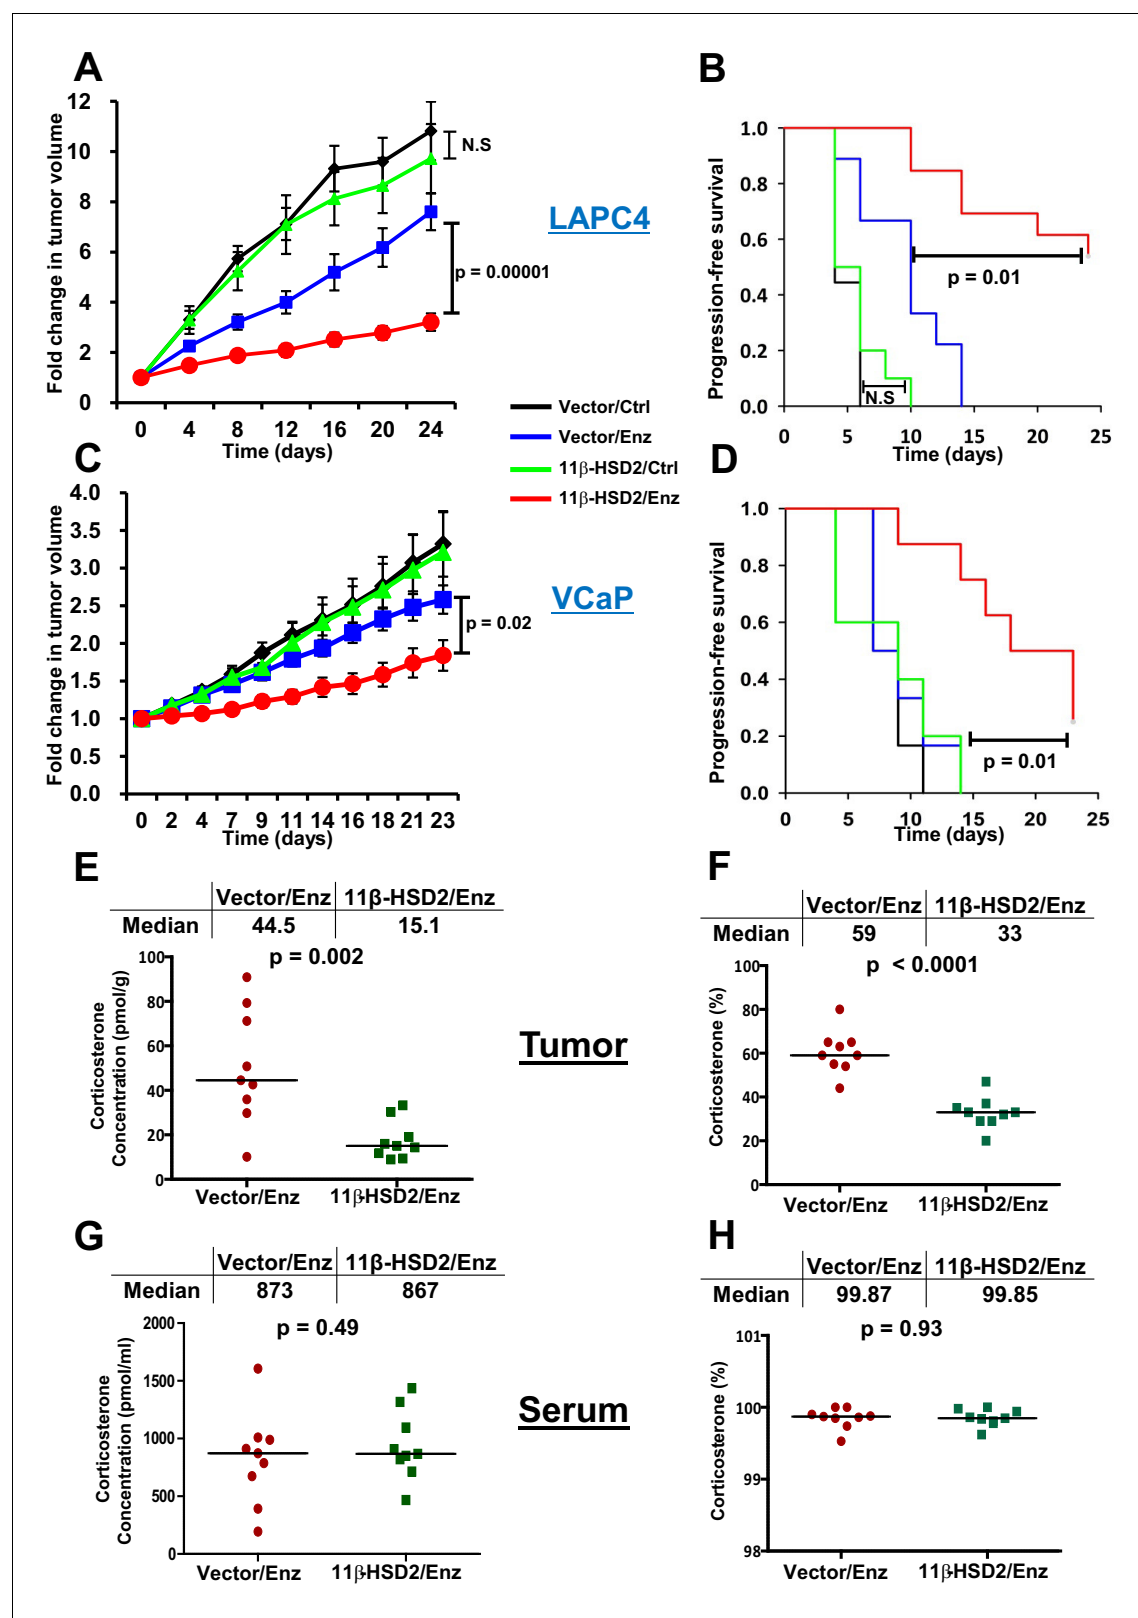 A
Fold change in tumor volume
12
10
8
6
4
2
0
N.S
p = 0.00001
0 4 8 12 16 20 24
Time (days)
LAPC4
B
Progression-free survival
1.0
0.8
0.6
0.4
0.2
0.0
p = 0.01
N.S
0 5 10 15 20 25
Time (days)
Vector/Ctrl
Vector/Enz
11β-HSD2/Ctrl
11β-HSD2/Enz
C
Fold change in tumor volume
4.0
3.5
3.0
2.5
2.0
1.5
1.0
0.5
0.0
p = 0.02
0 2 4 7 9 11 14 16 18 21 23
Time (days)
VCaP
D
Progression-free survival
1.0
0.8
0.6
0.4
0.2
0.0
p = 0.01
0 5 10 15 20 25
Time (days)
E
Vector/Enz 11β-HSD2/Enz
Median 44.5 15.1
p = 0.002
Corticosterone
Concentration (pmol/g)
100
80
60
40
20
0
Vector/Enz 11β-HSD2/Enz
Tumor
F
Vector/Enz 11β-HSD2/Enz
Median 59 33
p < 0.0001
Corticosterone (%)
100
80
60
40
20
0
Vector/Enz 11β-HSD2/Enz
G
Vector/Enz 11β-HSD2/Enz
Median 873 867
p = 0.49
Corticosterone
Concentration (pmol/ml)
2000
1500
1000
500
0
Vector/Enz 11β-HSD2/Enz
Serum
H
Vector/Enz 11β-HSD2/Enz
Median 99.87 99.85
p = 0.93
Corticosterone (%)
101
100
99
98
Vector/Enz 11β-HSD2/Enz